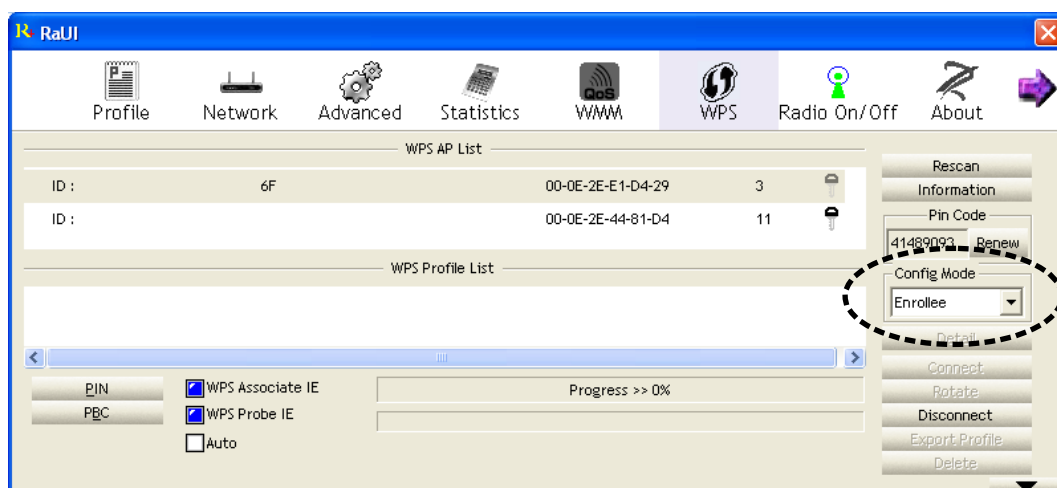 RaUI
Profile Network Advanced Statistics QoS WMM WPS Radio On/Off About
WPS AP List
ID : 6F 00-0E-2E-E1-D4-29 3
ID : 00-0E-2E-44-81-D4 11
WPS Profile List
Rescan
Information
Pin Code
41489093 Renew
Config Mode
Enrollee
Detail
Connect
Rotate
Disconnect
Export Profile
Delete
PIN
PBC
WPS Associate IE
WPS Probe IE
Auto
Progress >> 0%